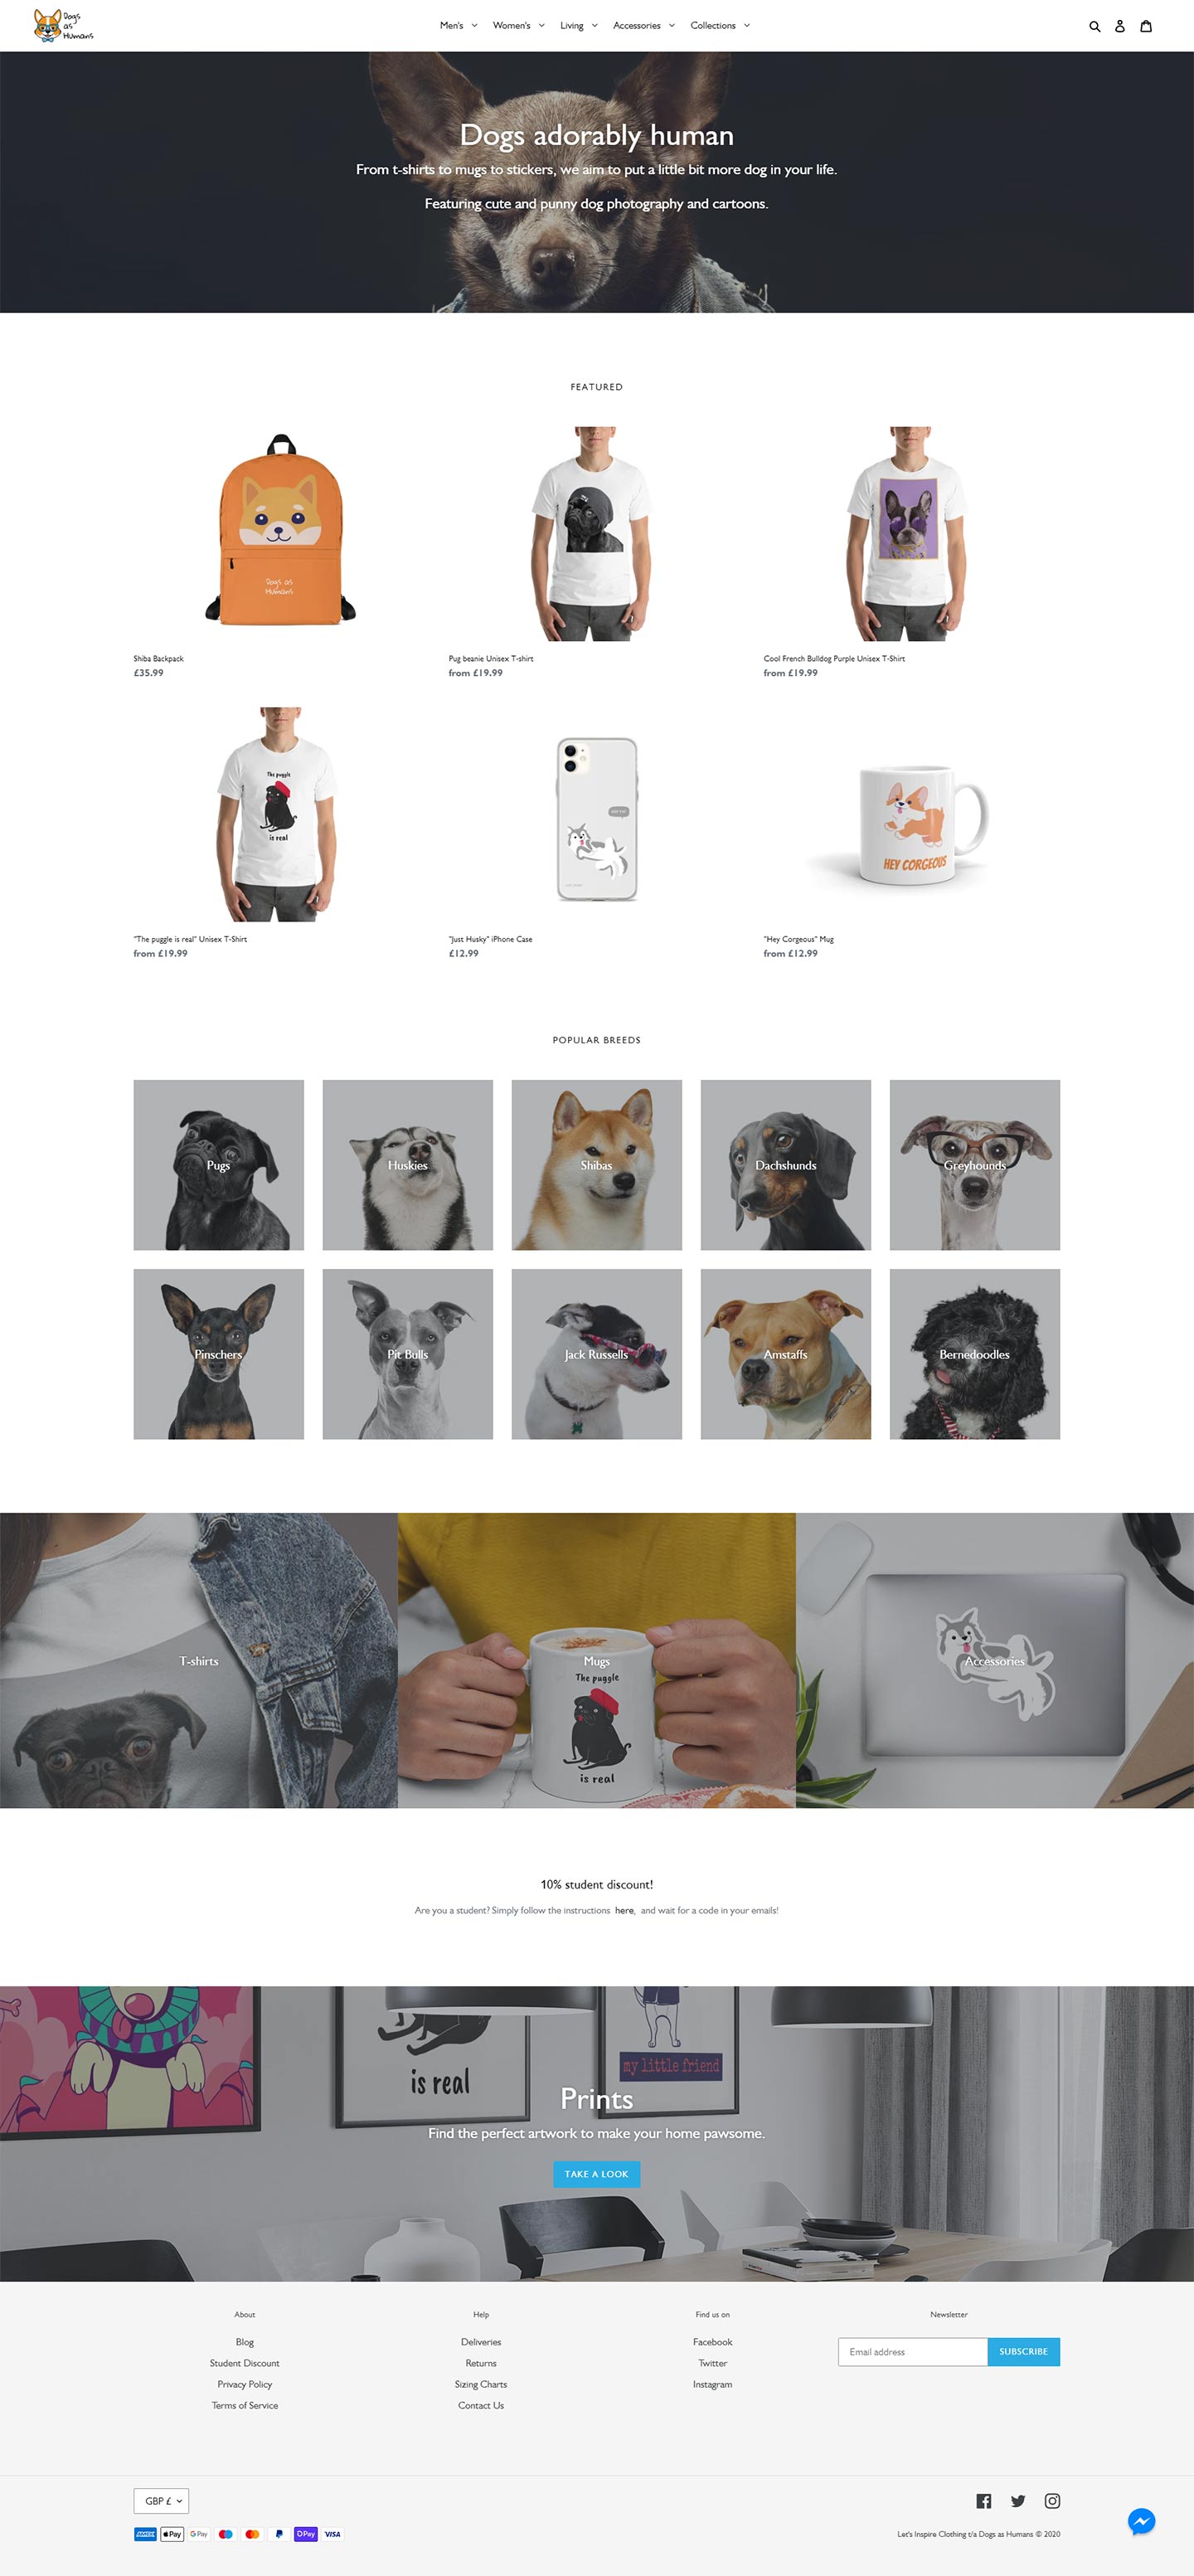 Dogs
as
Humans
Men's
Women's
Living
Accessories
Collections
Dogs adorably human
From t-shirts to mugs to stickers, we aim to put a little bit more dog in your life.
Featuring cute and punny dog photography and cartoons.
FEATURED
Dogs as
Humans
Shiba Backpack
£35.99
Pug beanie Unisex T-shirt
from £19.99
Cool French Bulldog Purple Unisex T-Shirt
from £19.99
The puggle
is real
HEY CORGEOUS
"The puggle is real" Unisex T-Shirt
from £19.99
"Just Husky" iPhone Case
£12.99
"Hey Corgeous" Mug
from £12.99
POPULAR BREEDS
Pugs
Huskies
Shibas
Dachshunds
Greyhounds
Pinschers
Pit Bulls
Jack Russells
Amstaffs
Bernedoodles
T-shirts
Mugs
The puggle
is real
Accessories
10% student discount!
Are you a student? Simply follow the instructions here, and wait for a code in your emails!
is real
my little friend
Prints
Find the perfect artwork to make your home pawsome.
TAKE A LOOK
About
Blog
Student Discount
Privacy Policy
Terms of Service
Help
Deliveries
Returns
Sizing Charts
Contact Us
Find us on
Facebook
Twitter
Instagram
Newsletter
Email address
SUBSCRIBE
GBP £
Pay
G Pay
Pay
VISA
Let's Inspire Clothing t/a Dogs as Humans © 2020